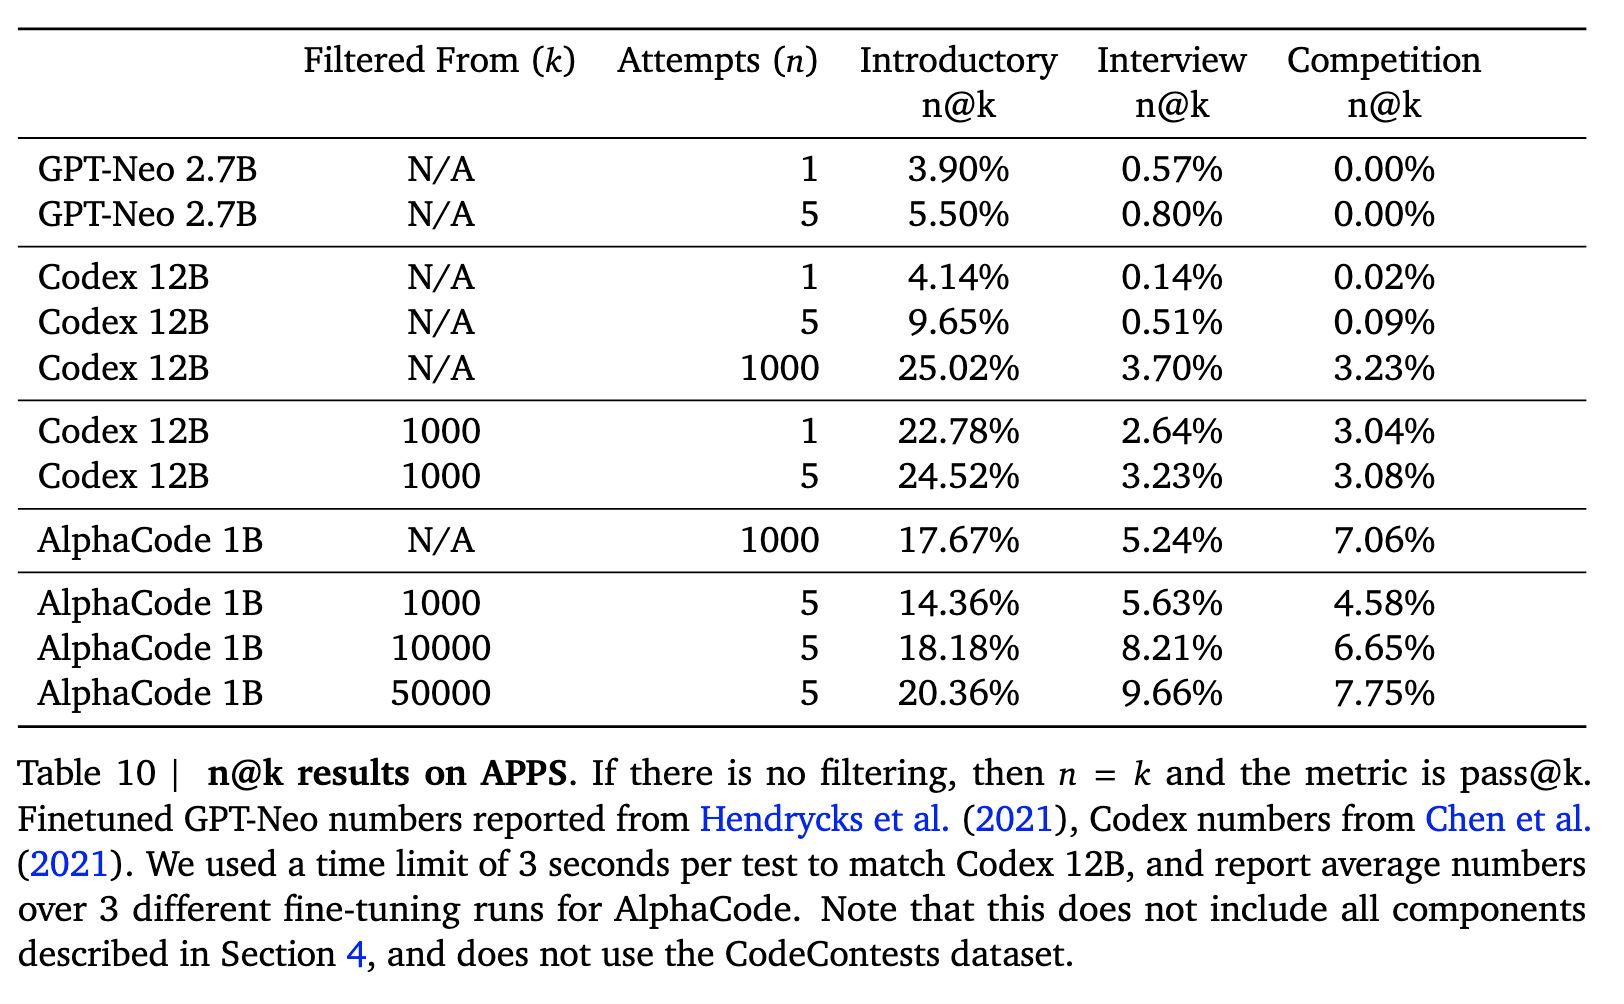 Filtered From (k) Attempts (n) Introductory Interview Competition
n@k n@k n@k
GPT-Neo 2.7B N/A 1 3.90% 0.57% 0.00%
GPT-Neo 2.7B N/A 5 5.50% 0.80% 0.00%
Codex 12B N/A 1 4.14% 0.14% 0.02%
Codex 12B N/A 5 9.65% 0.51% 0.09%
Codex 12B N/A 1000 25.02% 3.70% 3.23%
Codex 12B 1000 1 22.78% 2.64% 3.04%
Codex 12B 1000 5 24.52% 3.23% 3.08%
AlphaCode 1B N/A 1000 17.67% 5.24% 7.06%
AlphaCode 1B 1000 5 14.36% 5.63% 4.58%
AlphaCode 1B 10000 5 18.18% 8.21% 6.65%
AlphaCode 1B 50000 5 20.36% 9.66% 7.75%
Table 10 | n@k results on APPS. If there is no filtering, then n = k and the metric is pass@k.
Finetuned GPT-Neo numbers reported from Hendrycks et al. (2021), Codex numbers from Chen et al.
(2021). We used a time limit of 3 seconds per test to match Codex 12B, and report average numbers
over 3 different fine-tuning runs for AlphaCode. Note that this does not include all components
described in Section 4, and does not use the CodeContests dataset.